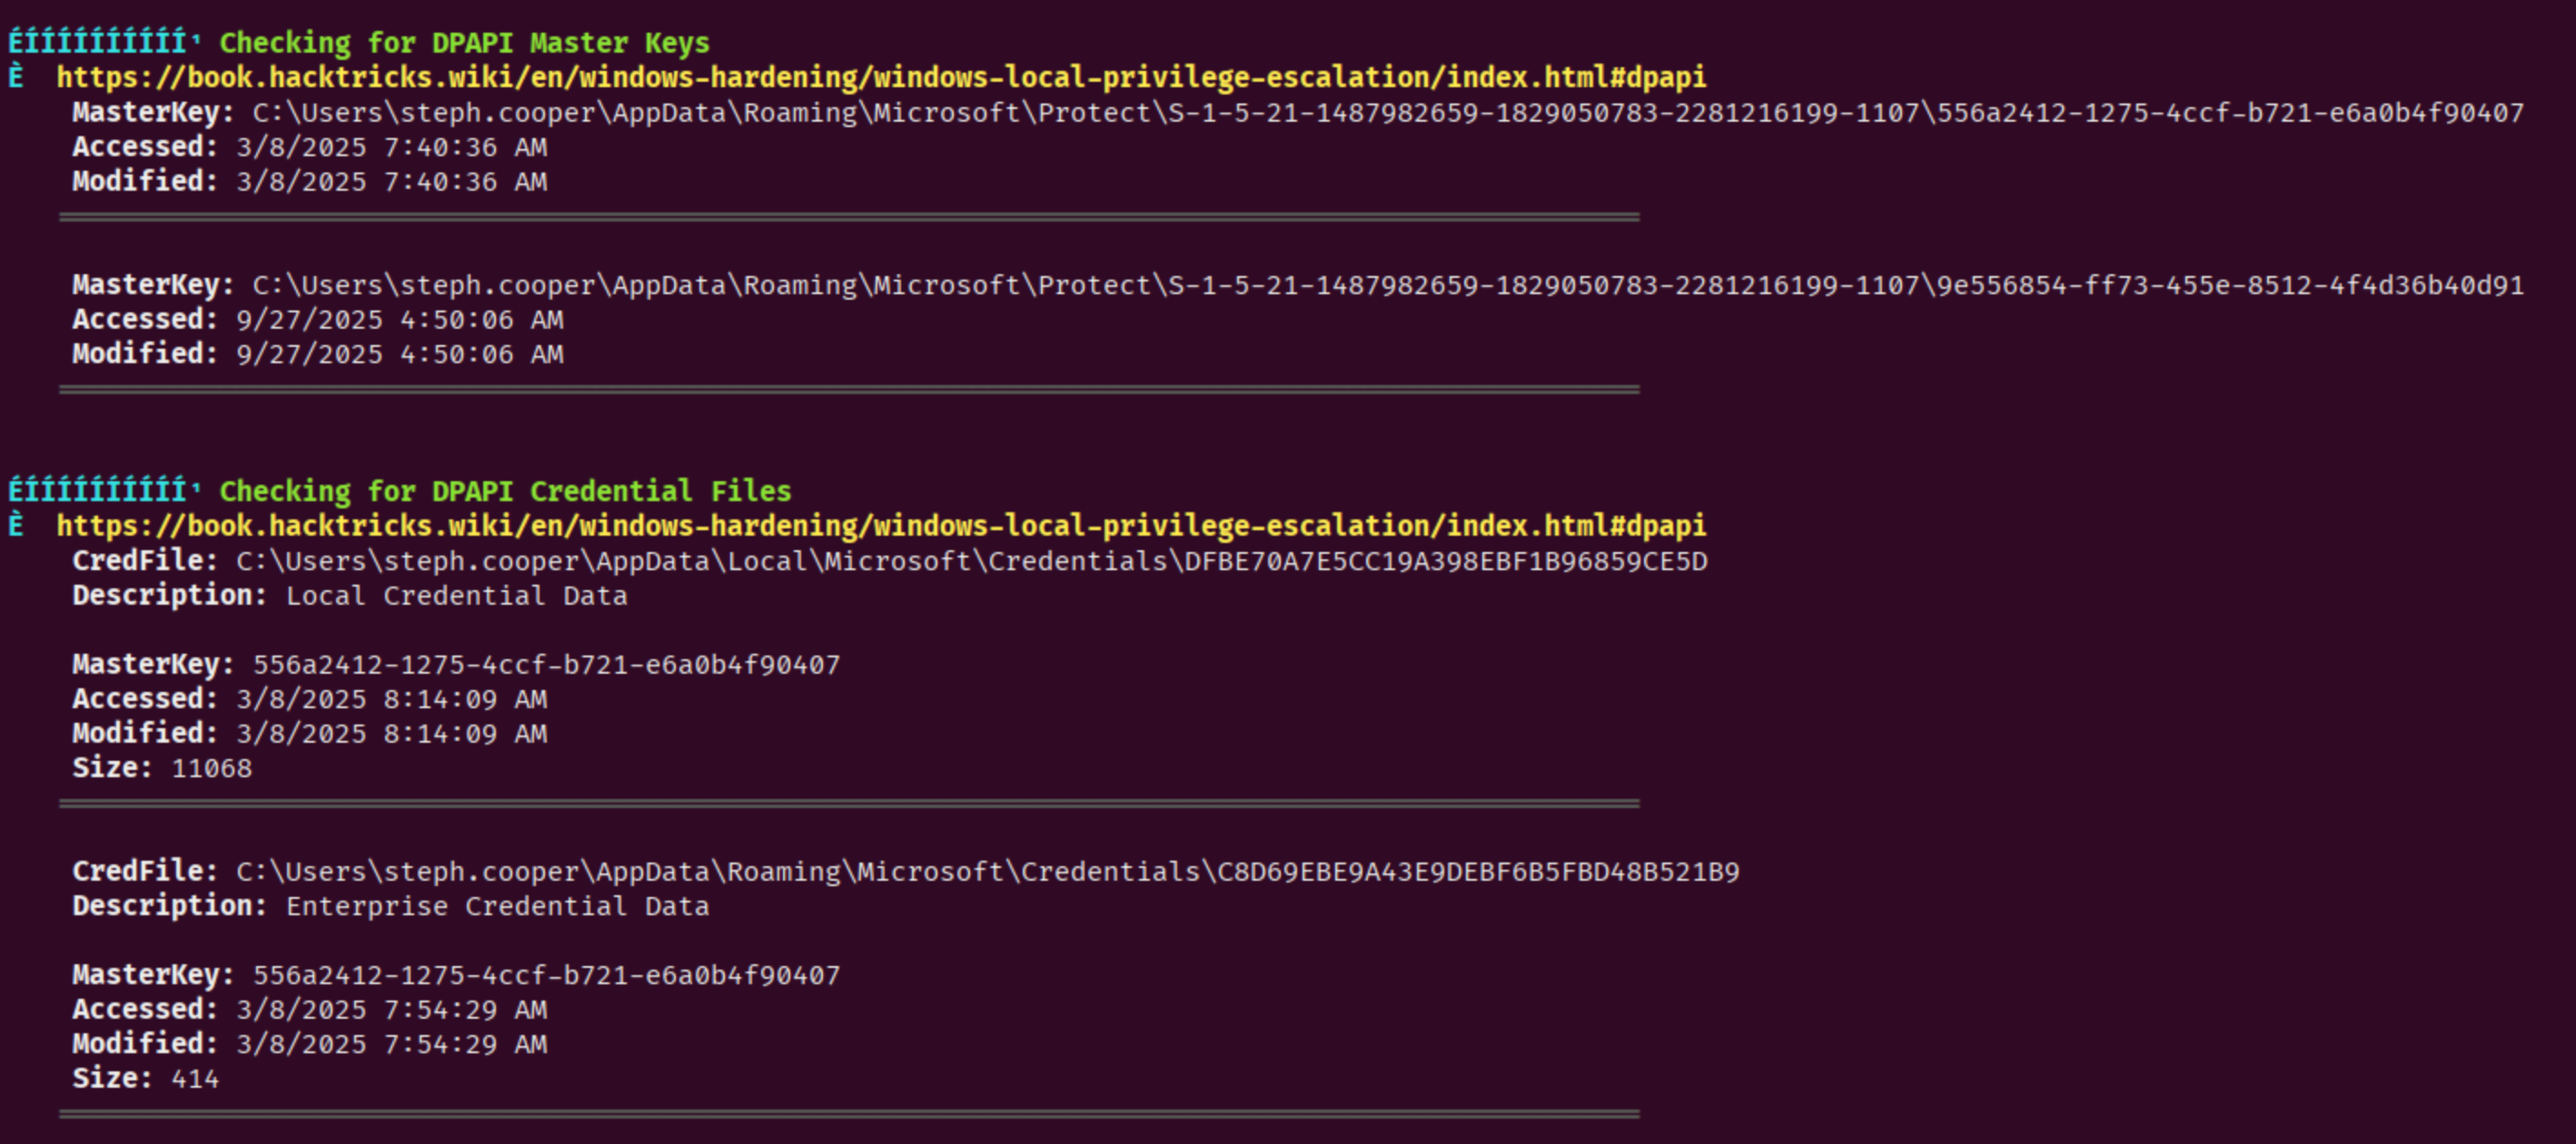 ÉÍÍÍÍÍÍÍÍÍÍ¹ Checking for DPAPI Master Keys
È  https://book.hacktricks.wiki/en/windows-hardening/windows-local-privilege-escalation/index.html#dpapi
MasterKey: C:\Users\steph.cooper\AppData\Roaming\Microsoft\Protect\S-1-5-21-1487982659-1829050783-2281216199-1107\556a2412-1275-4ccf-b721-e6a0b4f90407
Accessed: 3/8/2025 7:40:36 AM
Modified: 3/8/2025 7:40:36 AM
MasterKey: C:\Users\steph.cooper\AppData\Roaming\Microsoft\Protect\S-1-5-21-1487982659-1829050783-2281216199-1107\9e556854-ff73-455e-8512-4f4d36b40d91
Accessed: 9/27/2025 4:50:06 AM
Modified: 9/27/2025 4:50:06 AM
ÉÍÍÍÍÍÍÍÍÍÍ¹ Checking for DPAPI Credential Files
È  https://book.hacktricks.wiki/en/windows-hardening/windows-local-privilege-escalation/index.html#dpapi
CredFile: C:\Users\steph.cooper\AppData\Local\Microsoft\Credentials\DFBE70A7E5CC19A398EBF1B96859CE5D
Description: Local Credential Data
MasterKey: 556a2412-1275-4ccf-b721-e6a0b4f90407
Accessed: 3/8/2025 8:14:09 AM
Modified: 3/8/2025 8:14:09 AM
Size: 11068
CredFile: C:\Users\steph.cooper\AppData\Roaming\Microsoft\Credentials\C8D69EBE9A43E9DEBF6B5FBD48B521B9
Description: Enterprise Credential Data
MasterKey: 556a2412-1275-4ccf-b721-e6a0b4f90407
Accessed: 3/8/2025 7:54:29 AM
Modified: 3/8/2025 7:54:29 AM
Size: 414